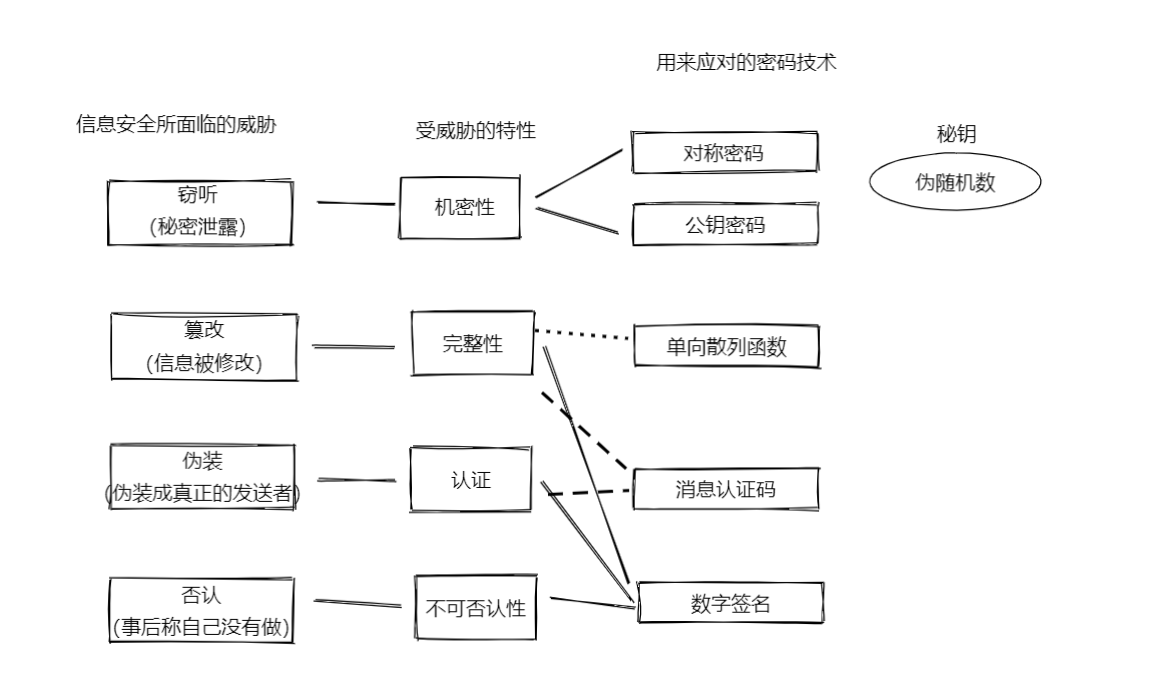 用来应对的密码技术
信息安全所面临的威胁
受威胁的特性
秘钥
对称密码
伪随机数
窃听
(秘密泄露)
机密性
公钥密码
篡改
(信息被修改)
完整性
单向散列函数
伪装
(伪装成真正的发送者)
认证
消息认证码
否认
(事后称自己没有做)
不可否认性
数字签名